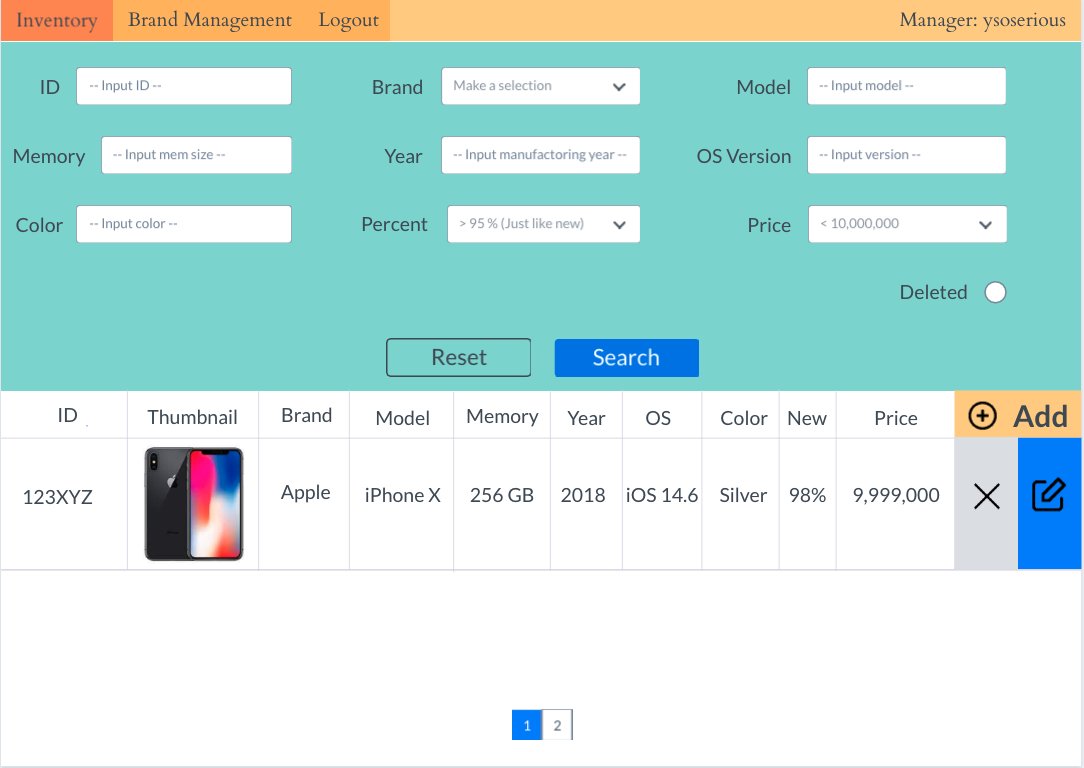 Inventory Brand Management Logout Manager: ysoserious
ID -- Input ID -- Brand Make a selection Model -- Input model --
Memory -- Input mem size -- Year -- Input manufactoring year -- OS Version -- Input version --
Color -- Input color -- Percent > 95 % (Just like new) Price < 10,000,000
Deleted
Reset Search
ID Thumbnail Brand Model Memory Year OS Color New Price Add
123XYZ Apple iPhone X 256 GB 2018 iOS 14.6 Silver 98% 9,999,000
1 2